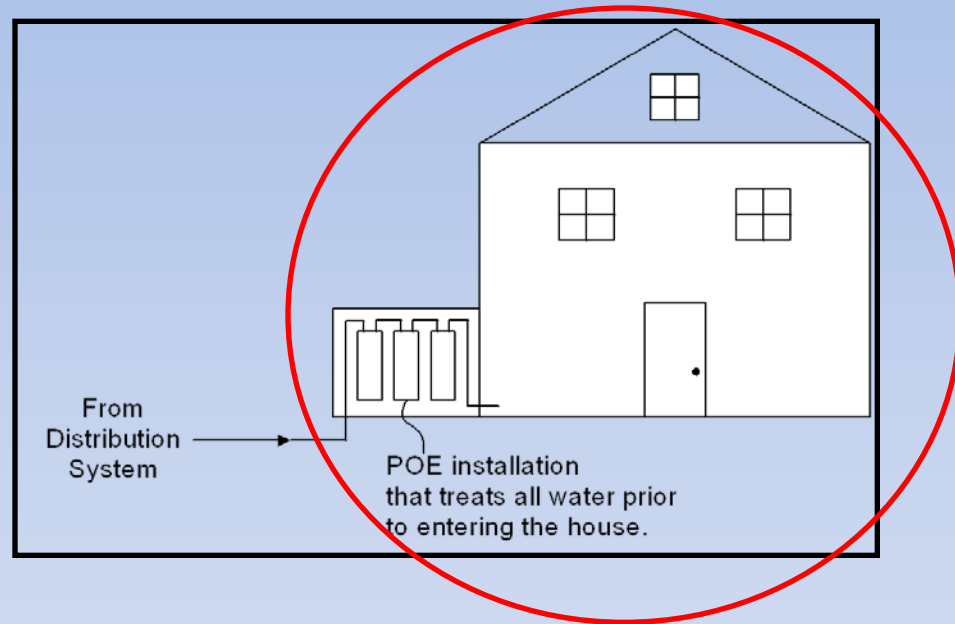 From
Distribution
System
POE installation
that treats all water prior
to entering the house.